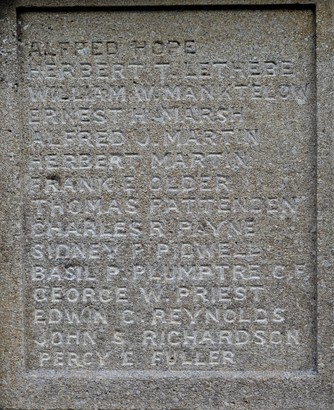 ALFRED HOPE
HERBERT T. LETHEBE
WILLIAM W. MANKTELOW
ERNEST H. MARSH
ALFRED J. MARTIN
HERBERT MARTIN
FRANK E. OLDER
THOMAS PATTENDEN
CHARLES R. PLYNE
SIDNEY F. PIDWELL
BASIL P. PLUMPTRE C.F.
GEORGE W. PRIEST
EDWIN C. REYNOLDS
JOHN S. RICHARDSON
PERCY E. FULLER